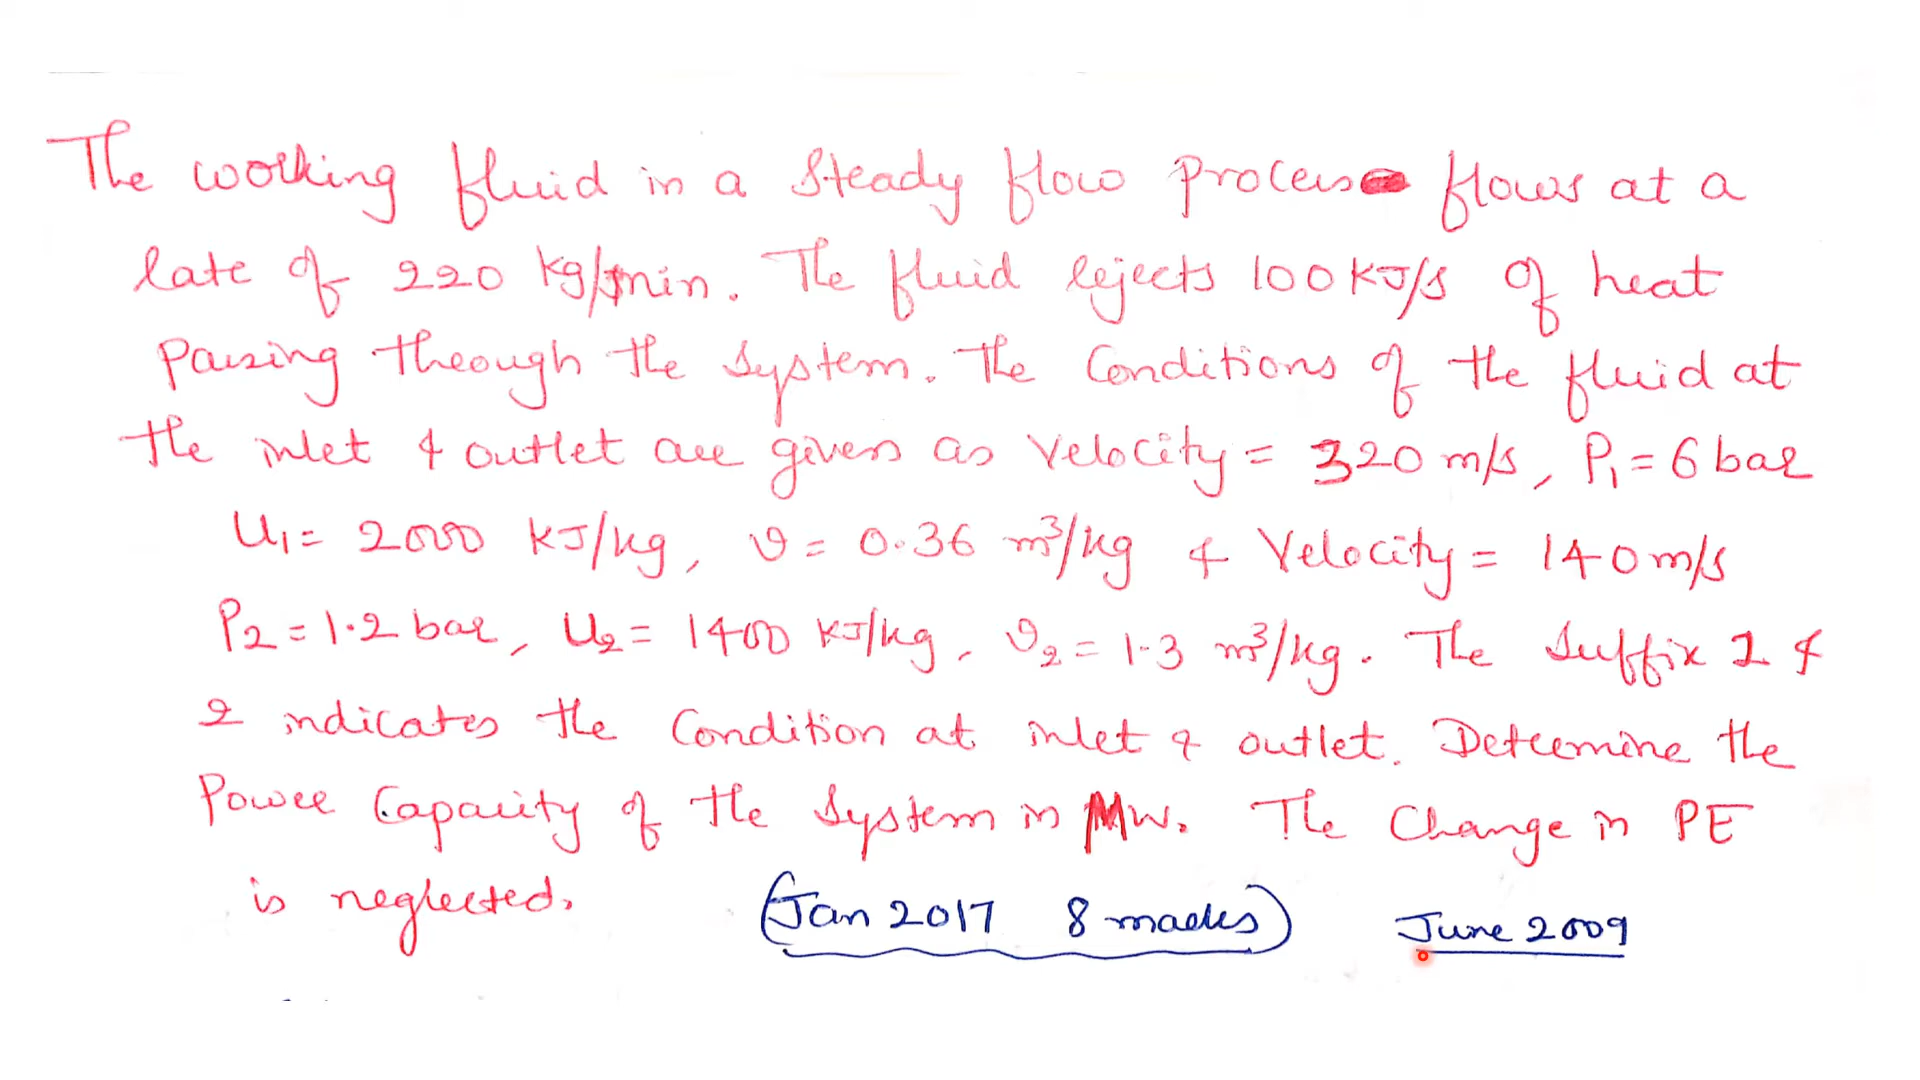 The working fluid in a steady flow process flows at a
rate of 220 kg/min. The fluid rejects 100 KJ/s of heat
passing through the system. The Conditions of the fluid at
the inlet & outlet are given as Velocity = 320 m/s, P₁ = 6 bar
U₁ = 2000 kJ/kg, ϑ = 0.36 m³/kg & Velocity = 140 m/s
P₂ = 1.2 bar, U₂ = 1400 KJ/kg, ϑ₂ = 1.3 m³/kg. The suffix 1 &
2 indicates the Condition at inlet & outlet. Determine the
Power Capacity of the system in MW. The Change in PE
is neglected.
(Jan 2017 8 marks) June 2009